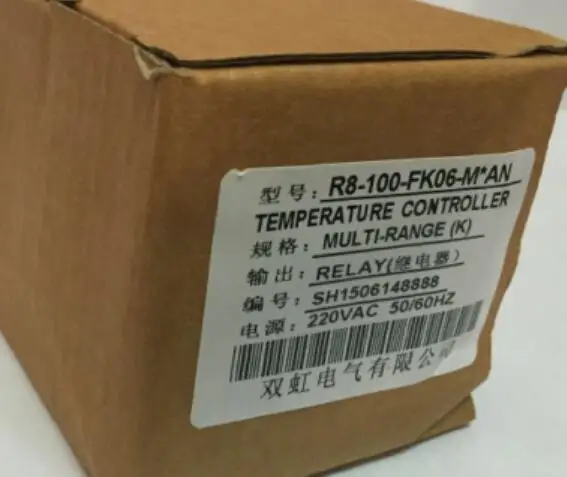 型号: R8-100-FK06-M*AN
TEMPERATURE CONTROLLER
规格: MULTI-RANGE (K)
输出: RELAY(继电器)
编号: SH1506148888
电源: 220VAC 50/60HZ
双虹电气有限公司